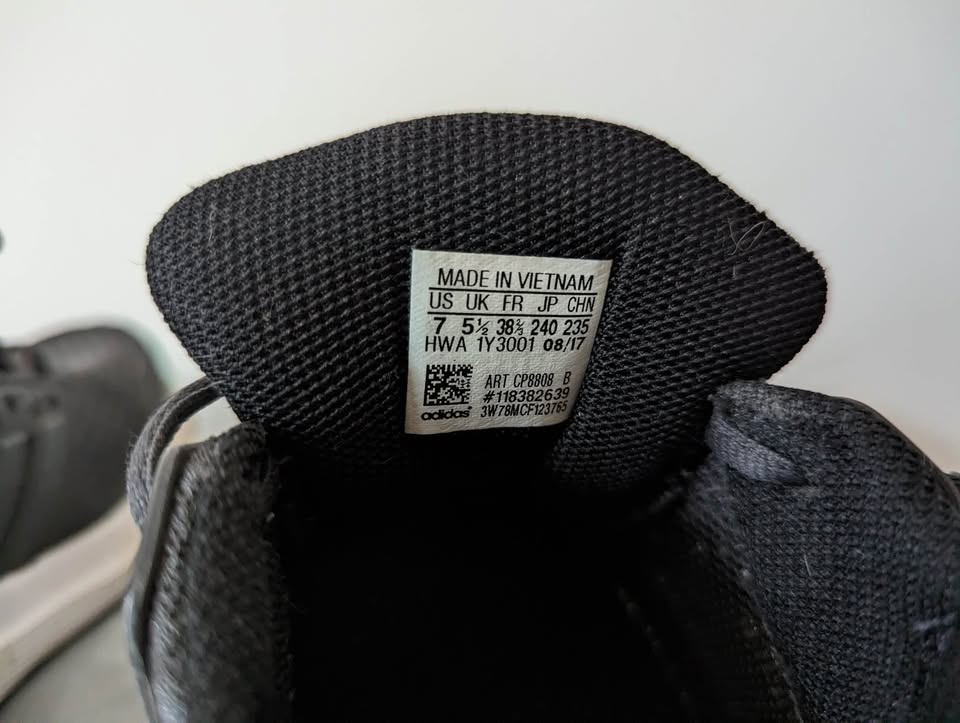 MADE IN VIETNAM
US UK FR JP CHN
7 5½ 38⅔ 240 235
HWA 1Y3001 08/17
ART CP8808 B
#118382639
adidas 3W78MCF123765